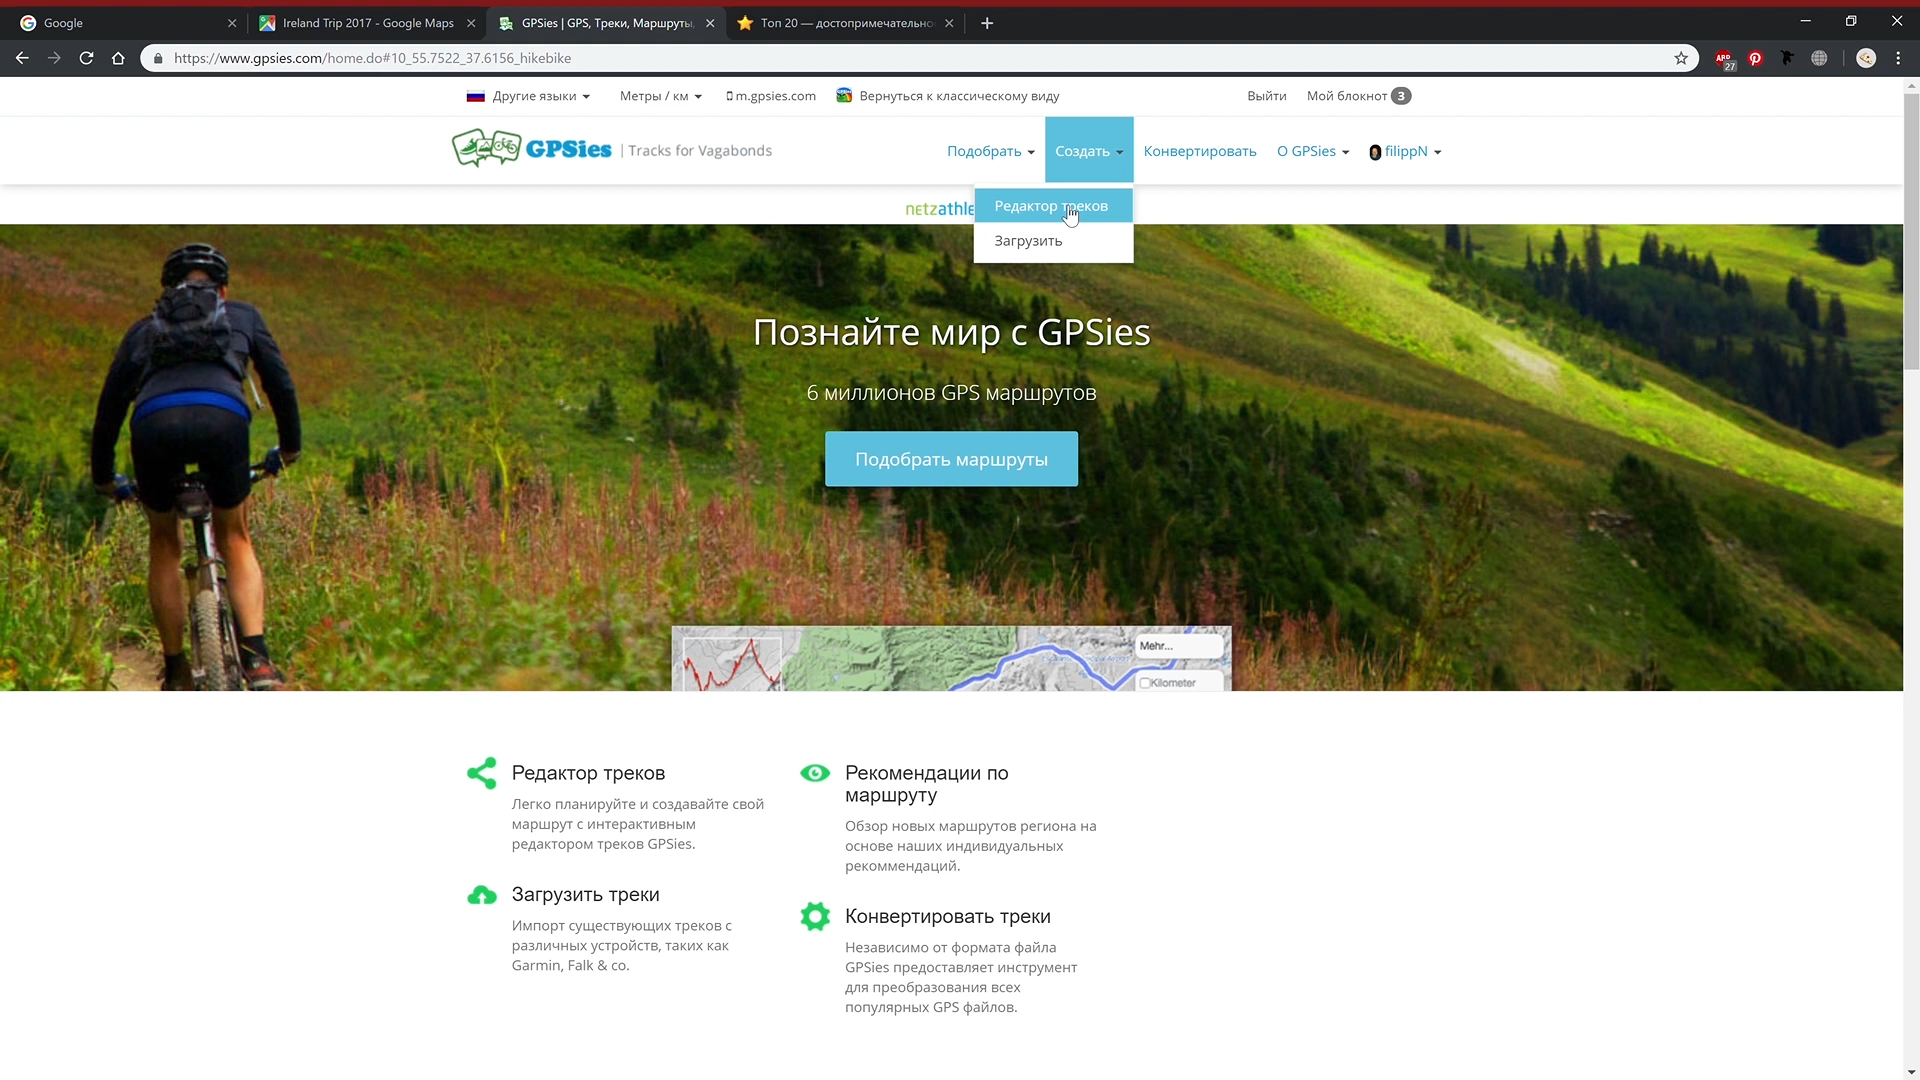 Google
Ireland Trip 2017 - Google Maps
GPSies | GPS, Треки, Маршруты,
Топ 20 — достопримечательно
https://www.gpsies.com/home.do#10_55.7522_37.6156_hikebike
ABP
27
Другие языки
Метры / км
m.gpsies.com
Вернуться к классическому виду
Выйти
Мой блокнот 3
GPSies | Tracks for Vagabonds
Подобрать
Создать
Конвертировать
О GPSies
filippN
netzathle
Редактор треков
Загрузить
Познайте мир с GPSies
6 миллионов GPS маршрутов
Подобрать маршруты
Mehr...
Kilometer
Редактор треков
Легко планируйте и создавайте свой
маршрут с интерактивным
редактором треков GPSies.
Рекомендации по
маршруту
Обзор новых маршрутов региона на
основе наших индивидуальных
рекоммендаций.
Загрузить треки
Импорт существующих треков с
различных устройств, таких как
Garmin, Falk & co.
Конвертировать треки
Независимо от формата файла
GPSies предоставляет инструмент
для преобразования всех
популярных GPS файлов.